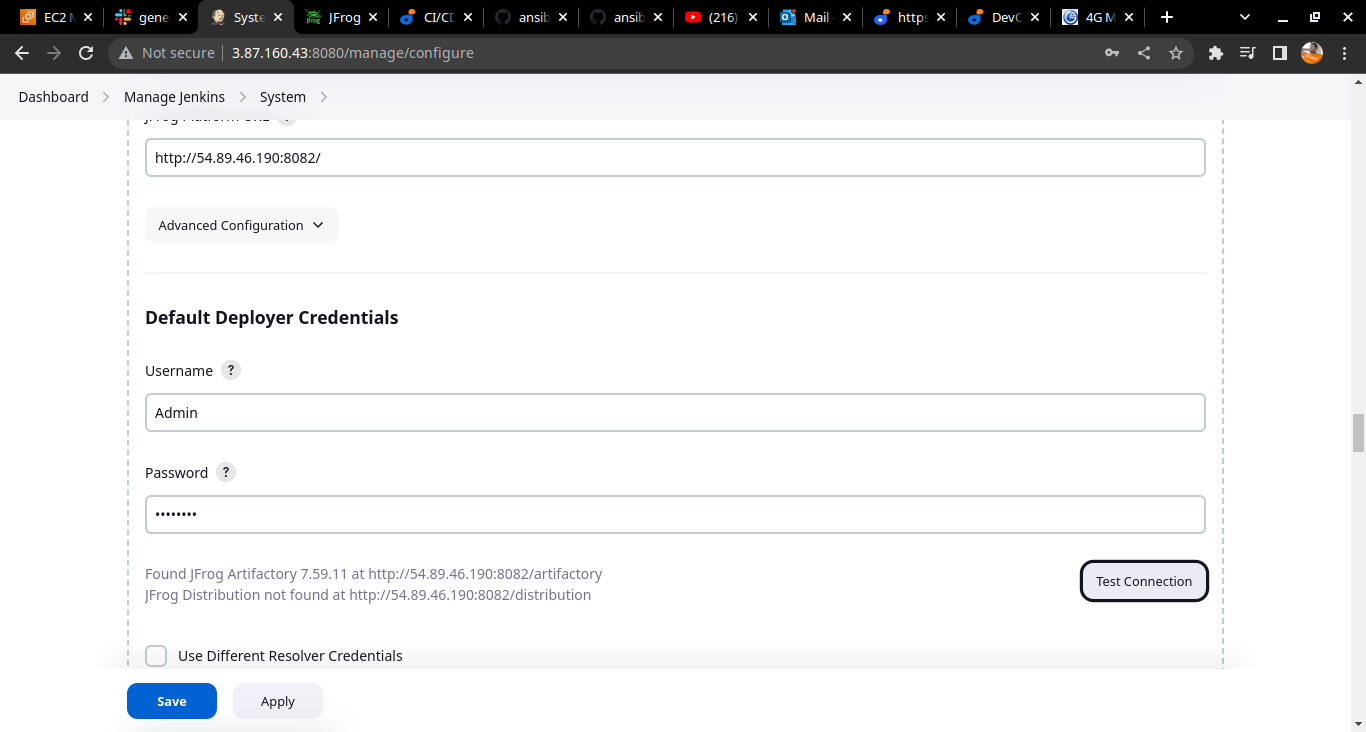 EC2 M
gene
Syste
JFrog
CI/CD
ansib
ansib
(216)
Mail
https
DevO
4G M
Not secure
3.87.160.43:8080/manage/configure
Dashboard
Manage Jenkins
System
JFrog Platform URL ?
http://54.89.46.190:8082/
Advanced Configuration
Default Deployer Credentials
Username ?
Admin
Password ?
••••••••
Found JFrog Artifactory 7.59.11 at http://54.89.46.190:8082/artifactory
JFrog Distribution not found at http://54.89.46.190:8082/distribution
Test Connection
Use Different Resolver Credentials
Save
Apply